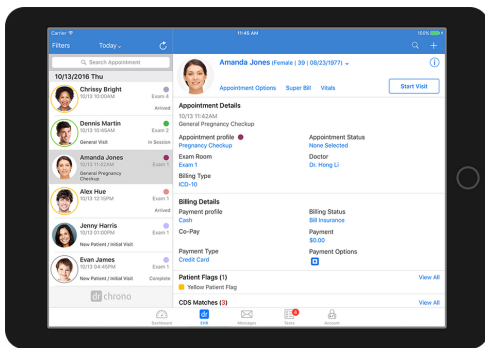 Carrier
11:45 AM
100%
Filters
Today
Search Appointment
10/13/2016 Thu
Chrissy Bright
10/13 10:00AM
Exam 4
Arrived
Dennis Martin
10/13 10:45AM
Exam 2
General Visit
In Session
Amanda Jones
10/13 11:42AM
Exam 1
General Pregnancy
Checkup
Alex Hue
10/13 12:15PM
Exam 1
Arrived
Jenny Harris
10/13 01:00PM
Exam 1
New Patient / Initial Visit
Evan James
10/13 04:45PM
Exam 1
New Patient / Initial Visit
Complete
dr chrono
Amanda Jones (Female | 39 | 08/23/1977)
Appointment Options
Super Bill
Vitals
Start Visit
Appointment Details
10/13 11:42AM
General Pregnancy Checkup
Appointment profile
Appointment Status
Pregnancy Checkup
None Selected
Exam Room
Doctor
Exam 1
Dr. Hong Li
Billing Type
ICD-10
Billing Details
Payment profile
Billing Status
Cash
Bill Insurance
Co-Pay
Payment
$0.00
Payment Type
Payment Options
Credit Card
Patient Flags (1)
View All
Yellow Patient Flag
CDS Matches (3)
View All
Dashboard
dr
EHR
Messages
Tasks
Account